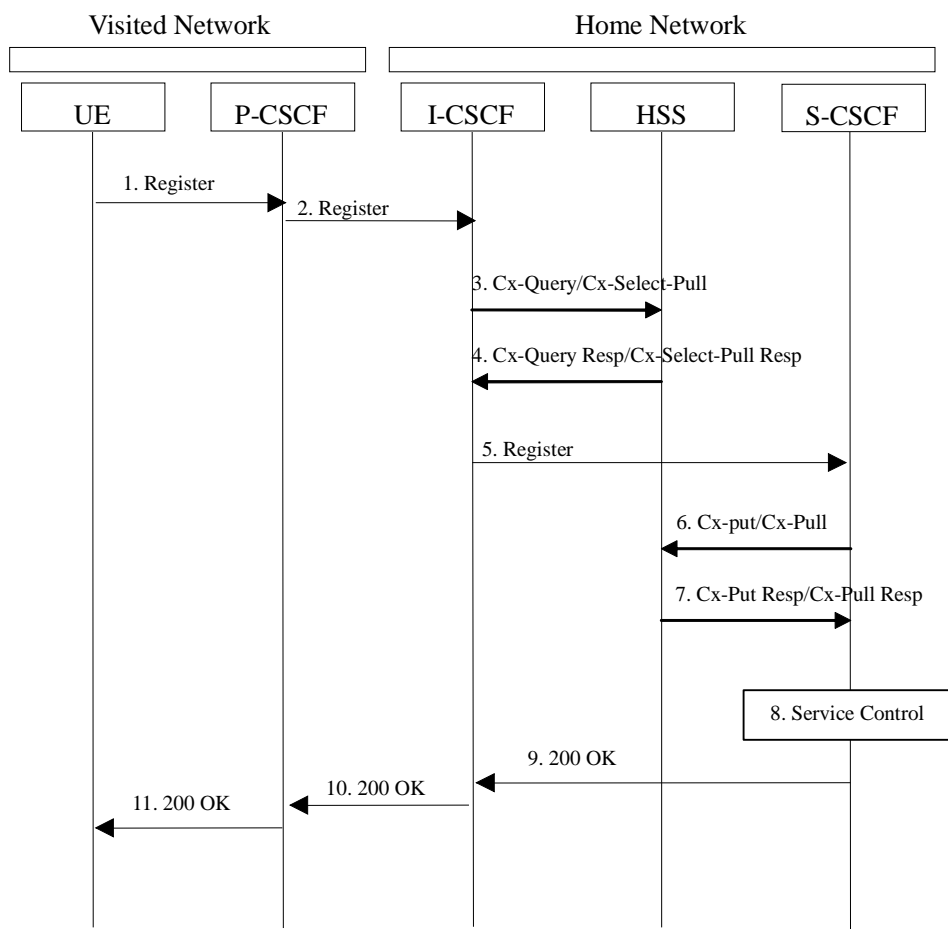 Visited Network
Home Network
UE
P-CSCF
I-CSCF
HSS
S-CSCF
1. Register
2. Register
3. Cx-Query/Cx-Select-Pull
4. Cx-Query Resp/Cx-Select-Pull Resp
5. Register
6. Cx-put/Cx-Pull
7. Cx-Put Resp/Cx-Pull Resp
8. Service Control
9. 200 OK
10. 200 OK
11. 200 OK